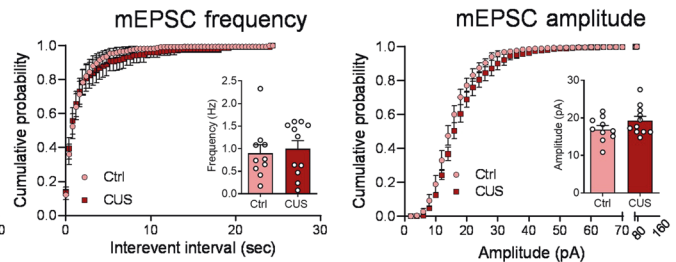 mEPSC frequency
Cumulative probability
1.0
0.8
0.6
0.4
0.2
0.0
0 10 20 30
Interevent interval (sec)
Ctrl
CUS
Frequency (Hz)
2.5
2.0
1.5
1.0
0.5
0.0
Ctrl CUS
0
mEPSC amplitude
Cumulative probability
1.0
0.8
0.6
0.4
0.2
0.0
0 10 20 30 40 50 60 70 80 160
Amplitude (pA)
Ctrl
CUS
Amplitude (pA)
30
20
10
0
Ctrl CUS